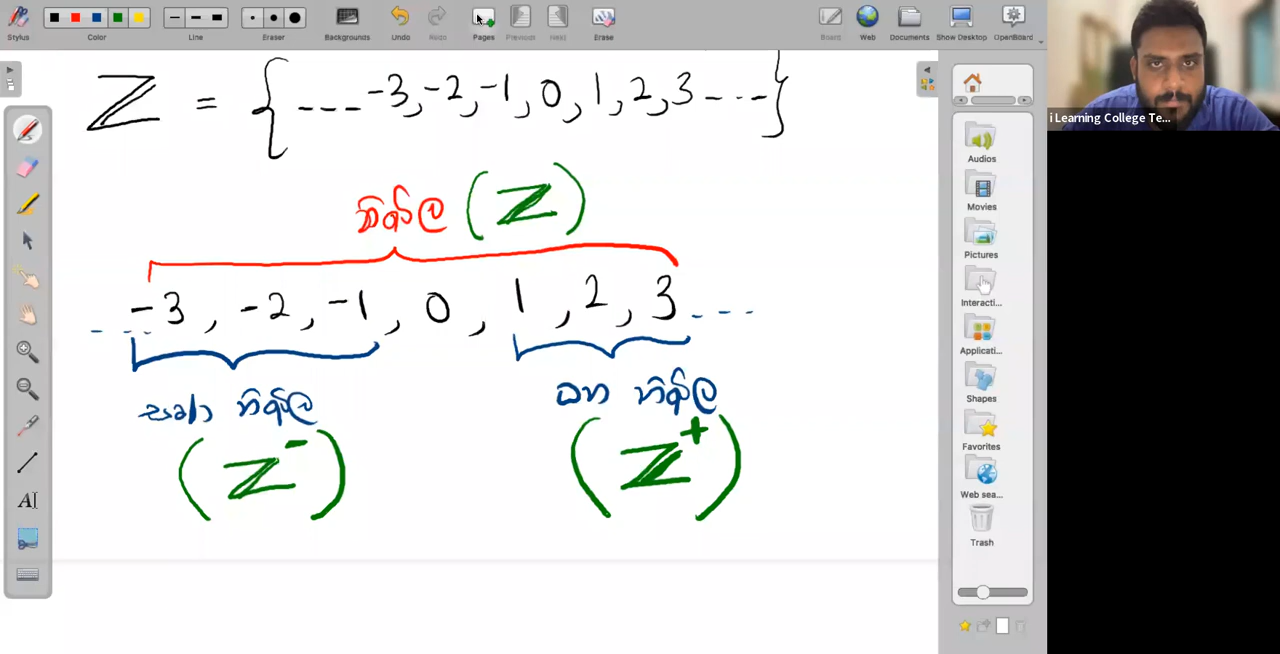 Stylus
Color
Line
Eraser
Backgrounds
Undo
Redo
Pages
Previous
Next
Erase
Board
Web
Documents
Show Desktop
OpenBoard
i Learning College Te...
Z = { --- -3, -2, -1, 0, 1, 2, 3 --- }
නිඛිල (Z)
--- -3, -2, -1, 0, 1, 2, 3 ---
සෘණ නිඛිල
ධන නිඛිල
(Z⁻)
(Z⁺)
Audios
Movies
Pictures
Interacti...
Applicati...
Shapes
Favorites
Web sea...
Trash